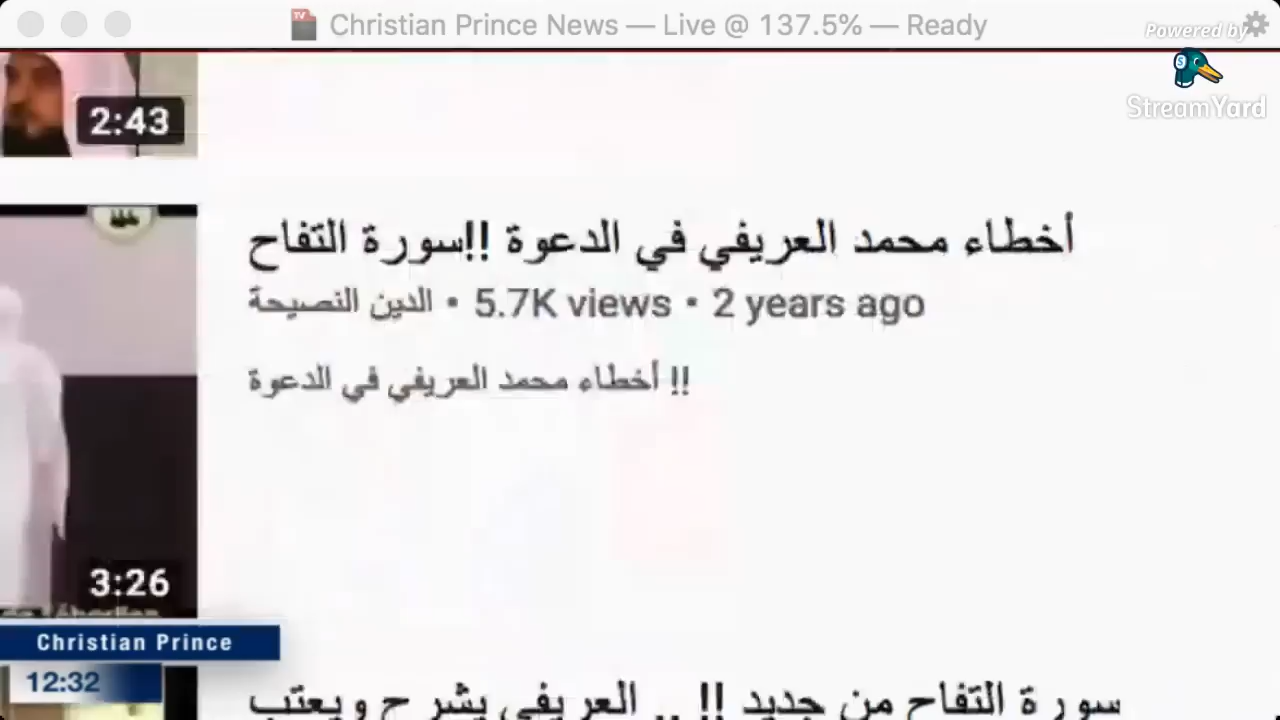 Christian Prince News — Live @ 137.5% — Ready
Powered by
StreamYard
2:43
أخطاء محمد العريفي في الدعوة !!سورة التفاح
الدين النصيحة • 5.7K views • 2 years ago
أخطاء محمد العريفي في الدعوة !!
3:26
Christian Prince
12:32
سورة التفاح من جديد !! .. العريفي يشرح ويعتب